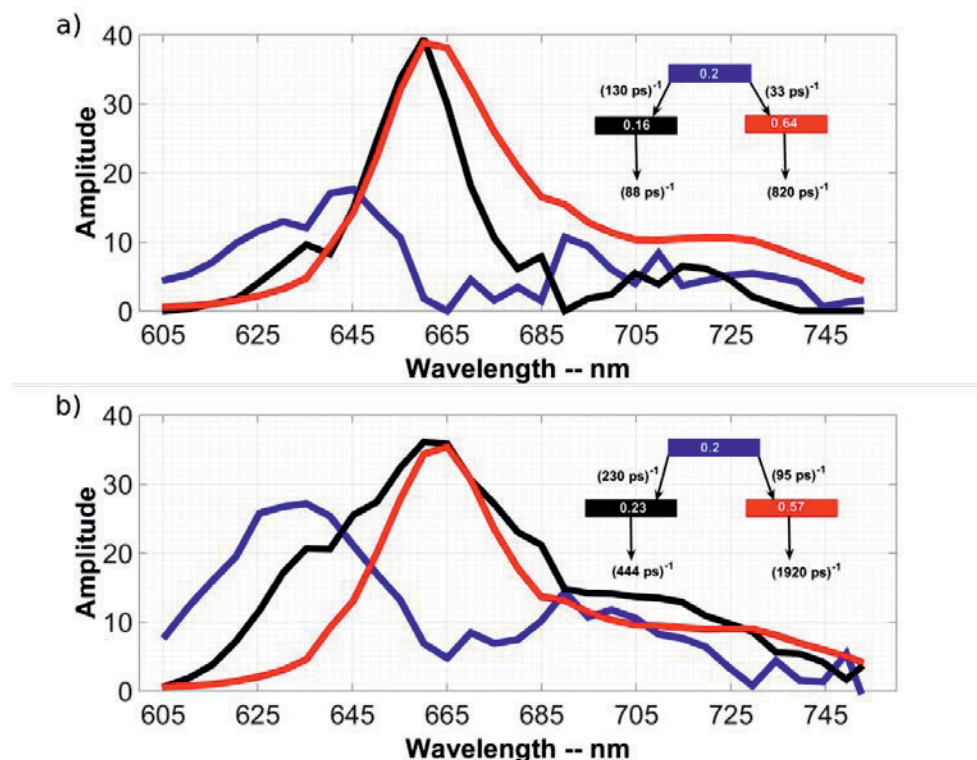 a)
40
30
20
10
0
Amplitude
605 625 645 665 685 705 725 745
Wavelength -- nm
0.2
(130 ps)-1 (33 ps)-1
0.16 0.64
(88 ps)-1 (820 ps)-1
b)
40
30
20
10
0
Amplitude
605 625 645 665 685 705 725 745
Wavelength -- nm
0.2
(230 ps)-1 (95 ps)-1
0.23 0.57
(444 ps)-1 (1920 ps)-1